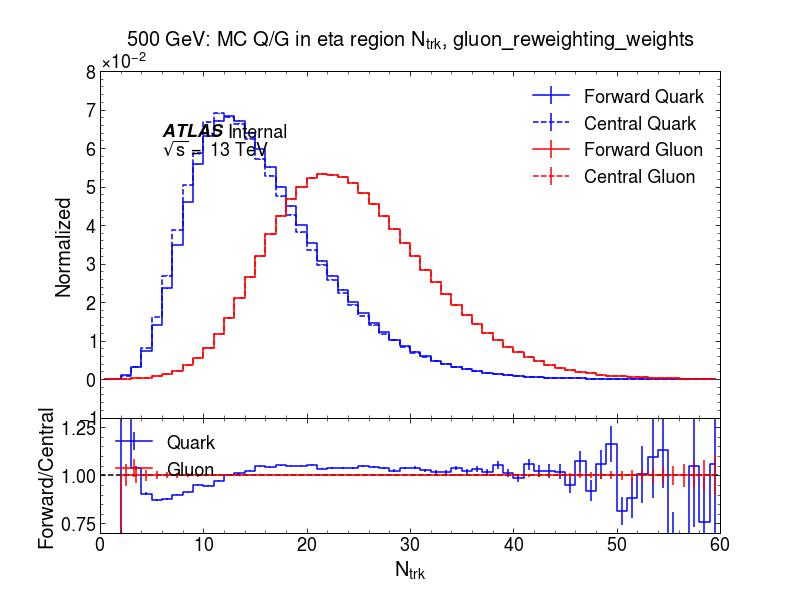 500 GeV: MC Q/G in eta region N_trk, gluon_reweighting_weights
×10⁻²
8
7
6
5
4
3
2
1
0
−1
Normalized
ATLAS Internal
√s = 13 TeV
Forward Quark
Central Quark
Forward Gluon
Central Gluon
1.25
1.00
0.75
Forward/Central
Quark
Gluon
0 10 20 30 40 50 60
N_trk